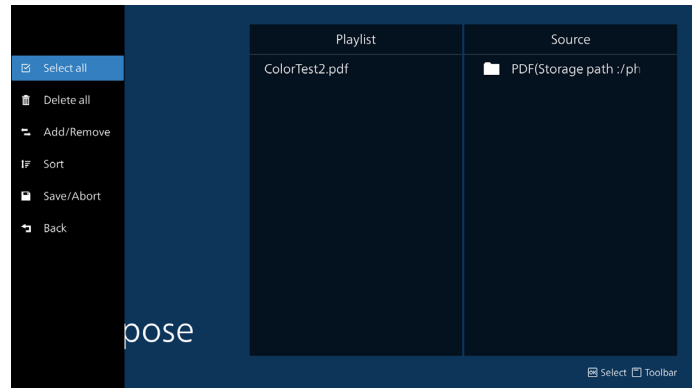 Playlist
Source
Select all
ColorTest2.pdf
PDF(Storage path :/ph
Delete all
Add/Remove
Sort
Save/Abort
Back
pose
OK Select Toolbar